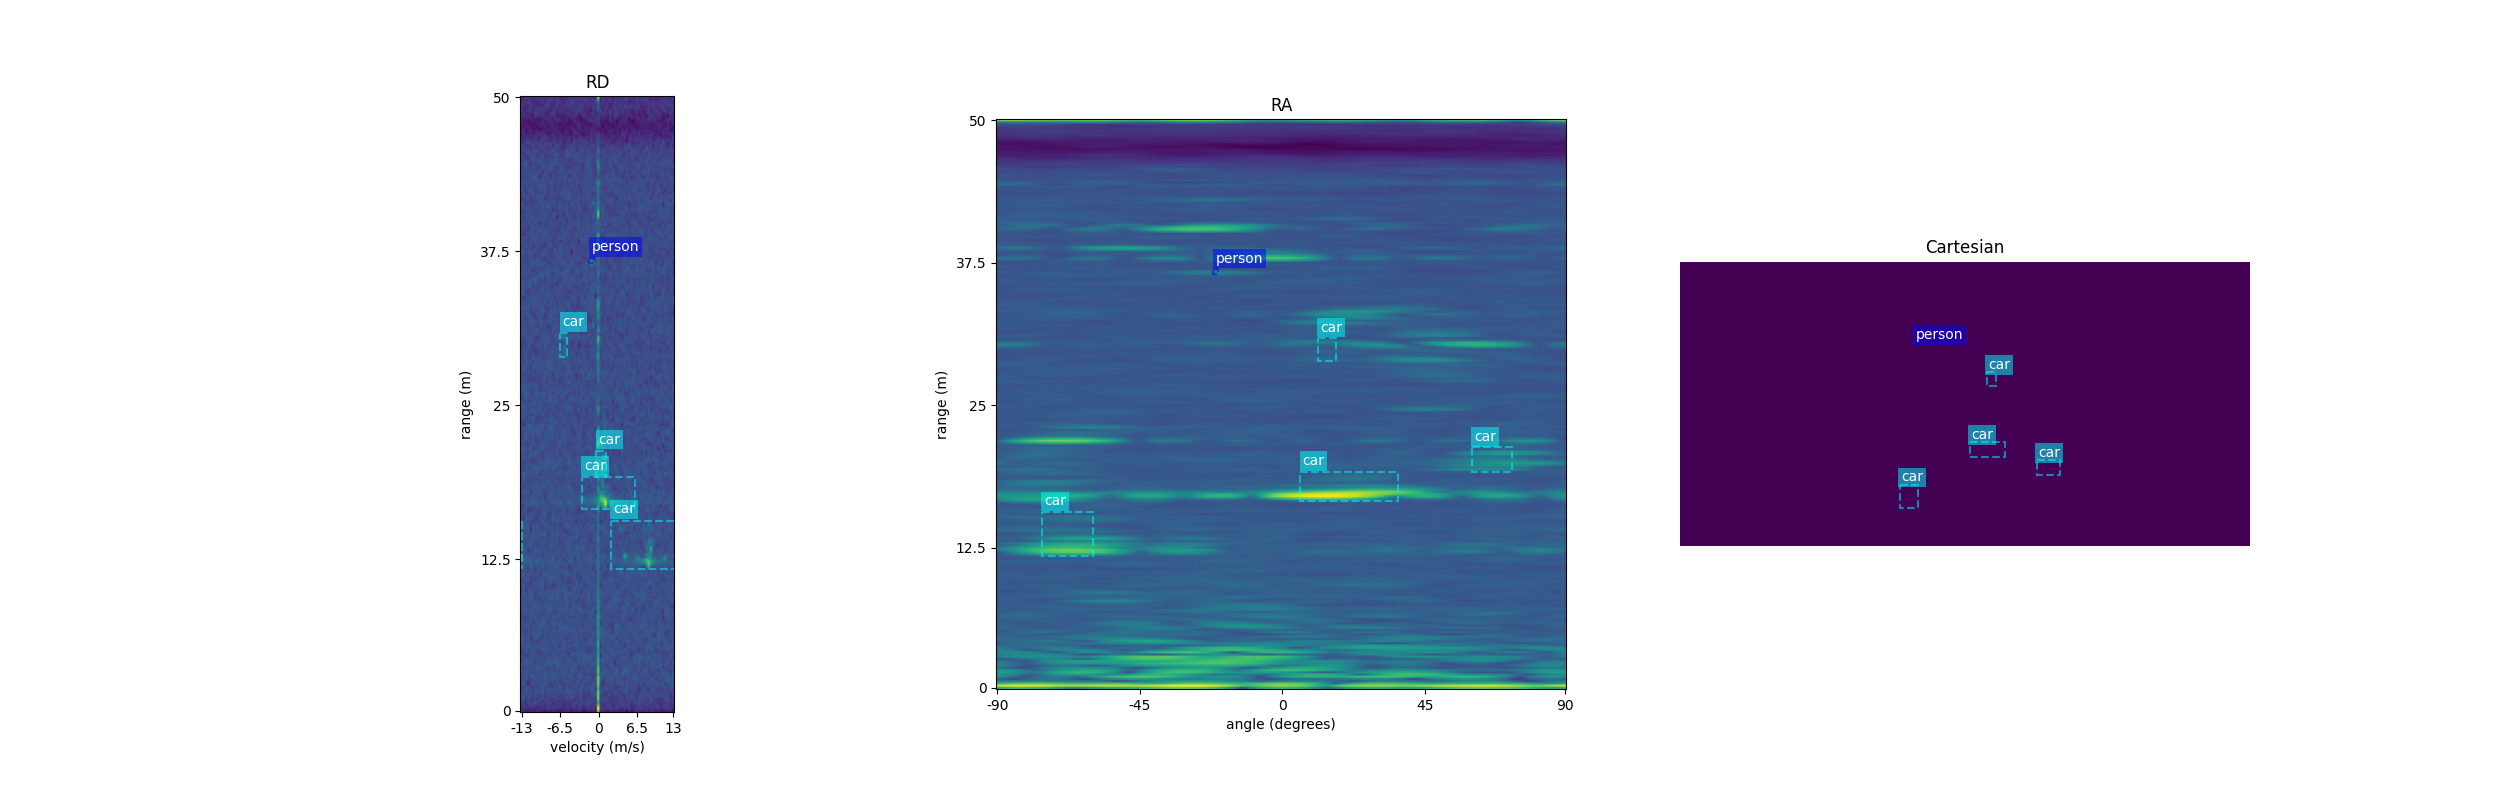 RD
50
37.5
25
12.5
0
range (m)
person
car
car
car
car
-13 -6.5 0 6.5 13
velocity (m/s)
RA
50
37.5
25
12.5
0
range (m)
person
car
car
car
car
-90 -45 0 45 90
angle (degrees)
Cartesian
person
car
car
car
car